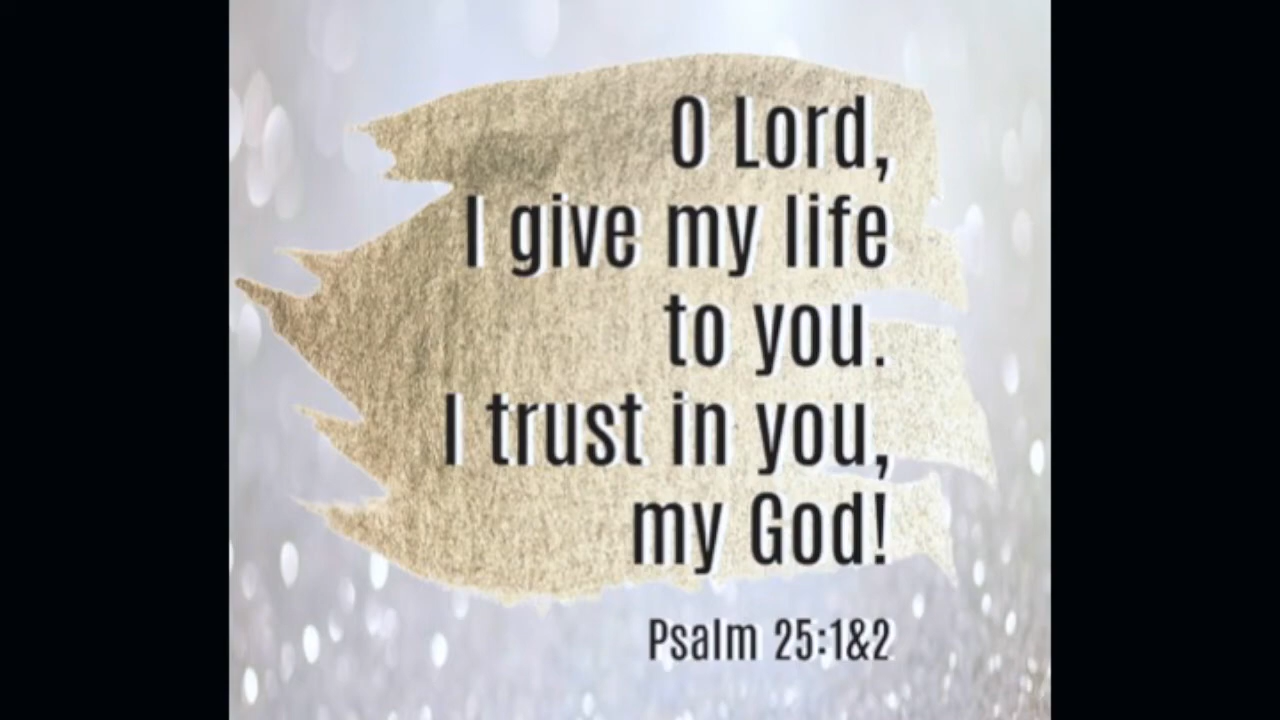 O Lord,
I give my life
to you.
I trust in you,
my God!
Psalm 25:1&2